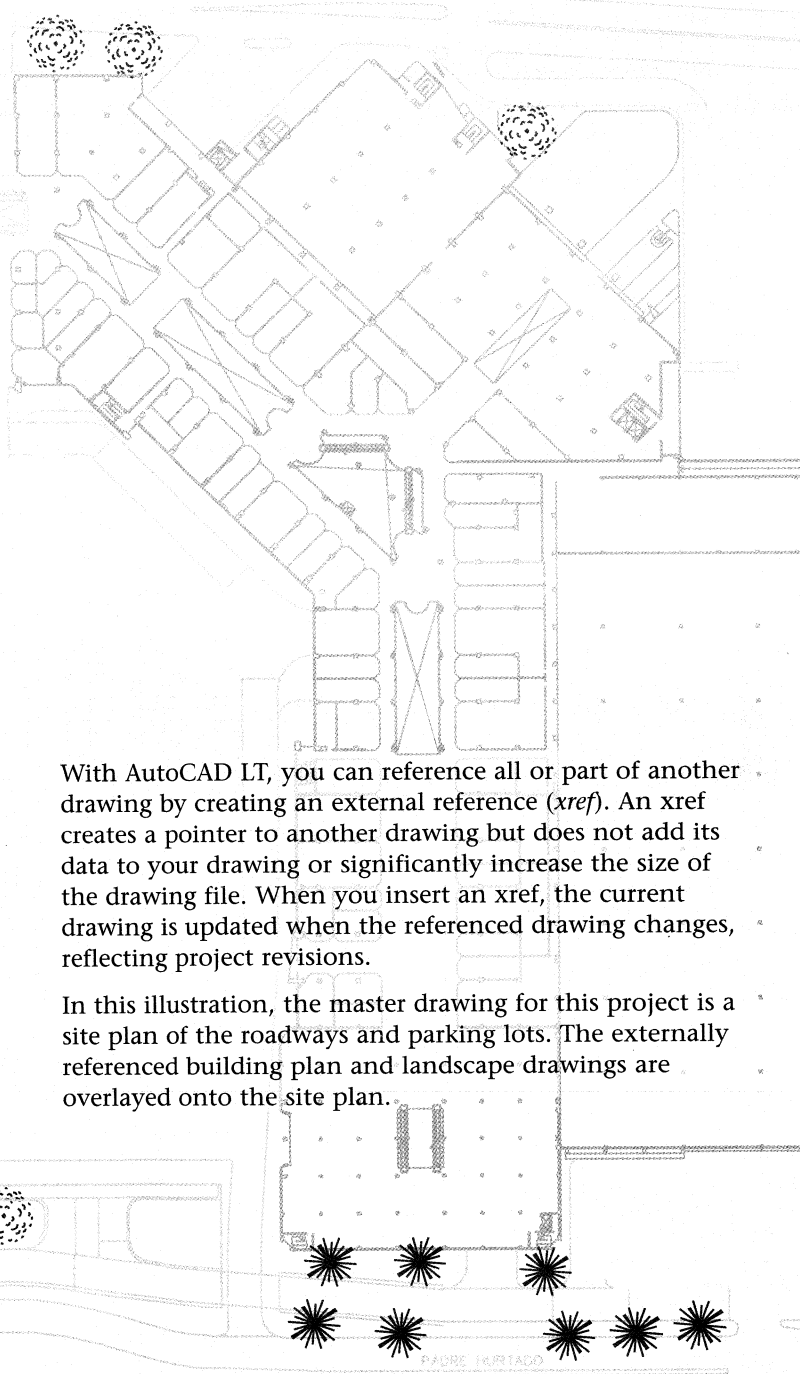 With AutoCAD LT, you can reference all or part of another
drawing by creating an external reference (xref). An xref
creates a pointer to another drawing but does not add its
data to your drawing or significantly increase the size of
the drawing file. When you insert an xref, the current
drawing is updated when the referenced drawing changes,
reflecting project revisions.
In this illustration, the master drawing for this project is a
site plan of the roadways and parking lots. The externally
referenced building plan and landscape drawings are
overlayed onto the site plan.
PADRE HURTADO